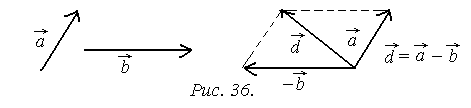 a⃗
b⃗
d⃗
a⃗
d⃗ = a⃗ − b⃗
−b⃗
Рис. 36.